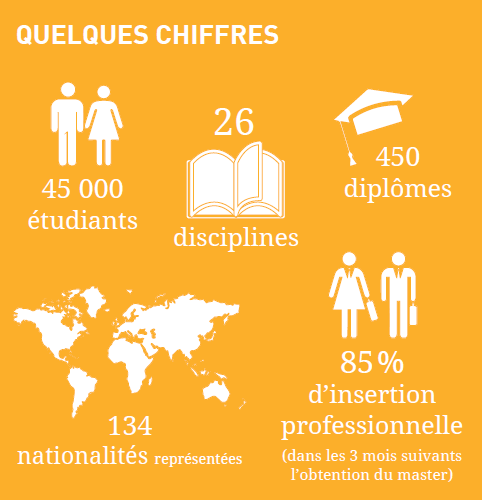 QUELQUES CHIFFRES
45 000
étudiants
26
disciplines
450
diplômes
134
nationalités représentées
85 %
d'insertion
professionnelle
(dans les 3 mois suivants
l'obtention du master)